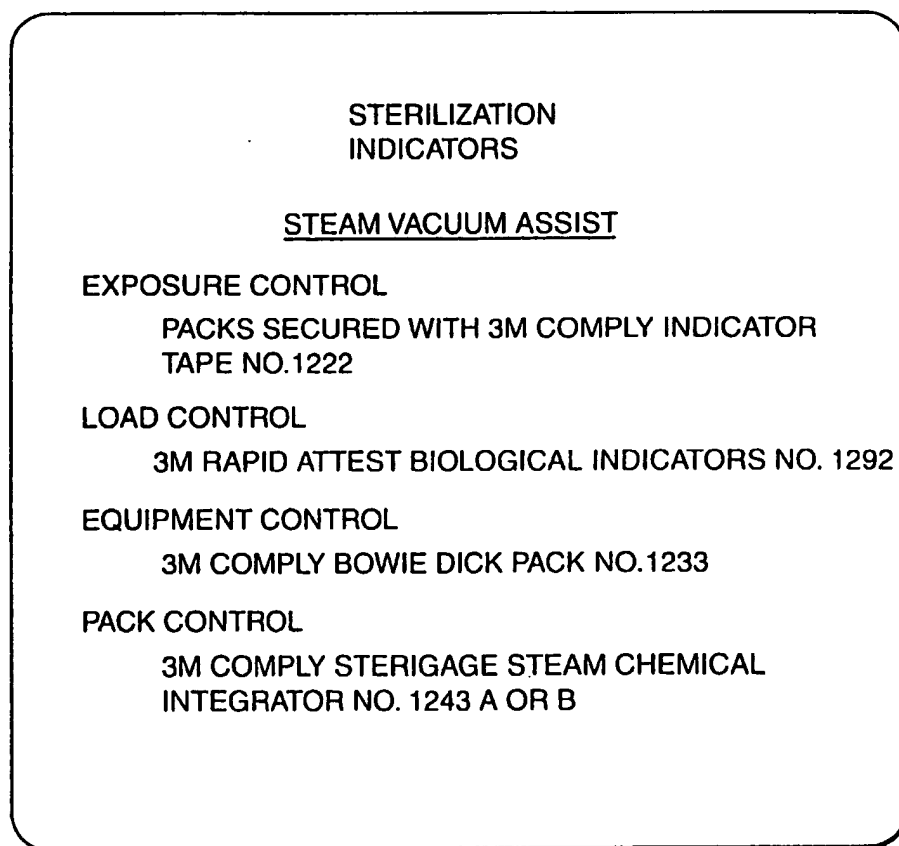 STERILIZATION
INDICATORS
STEAM VACUUM ASSIST
EXPOSURE CONTROL
PACKS SECURED WITH 3M COMPLY INDICATOR
TAPE NO.1222
LOAD CONTROL
3M RAPID ATTEST BIOLOGICAL INDICATORS NO. 1292
EQUIPMENT CONTROL
3M COMPLY BOWIE DICK PACK NO.1233
PACK CONTROL
3M COMPLY STERIGAGE STEAM CHEMICAL
INTEGRATOR NO. 1243 A OR B